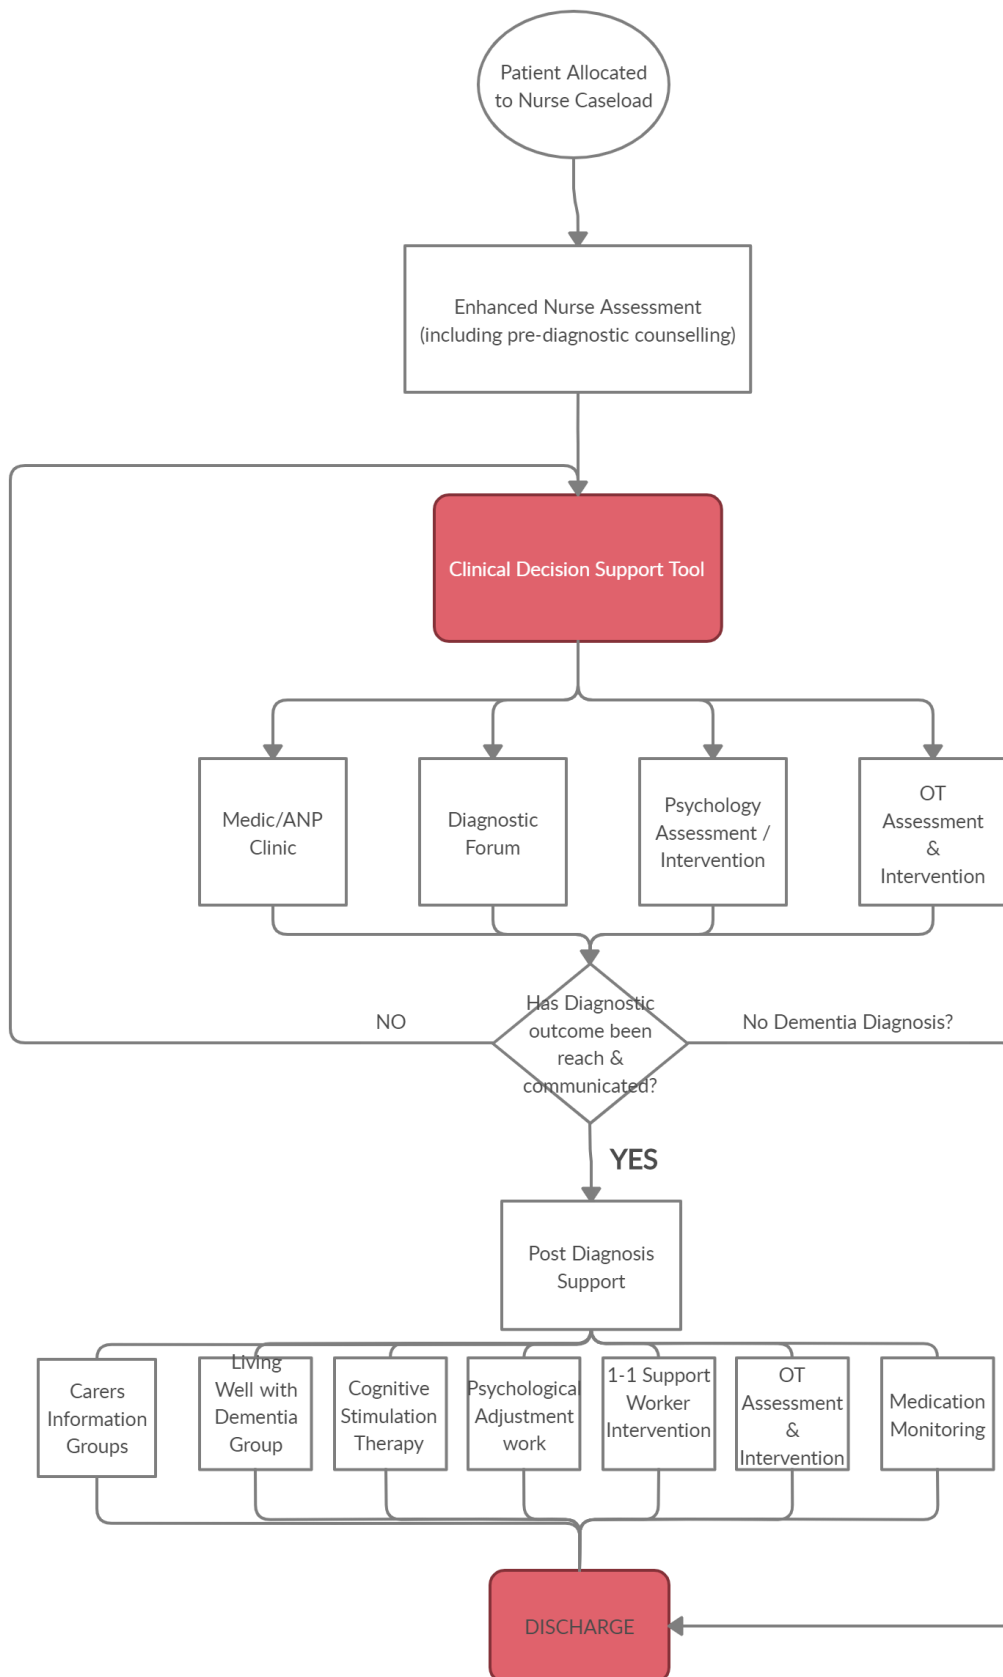 Patient Allocated
to Nurse Caseload
Enhanced Nurse Assessment
(including pre-diagnostic counselling)
Clinical Decision Support Tool
Medic/ANP
Clinic
Diagnostic
Forum
Psychology
Assessment /
Intervention
OT
Assessment
&
Intervention
Has Diagnostic
outcome been
reach &
communicated?
NO
No Dementia Diagnosis?
YES
Post Diagnosis
Support
Carers
Information
Groups
Living
Well with
Dementia
Group
Cognitive
Stimulation
Therapy
Psychological
Adjustment
work
1-1 Support
Worker
Intervention
OT
Assessment
&
Intervention
Medication
Monitoring
DISCHARGE